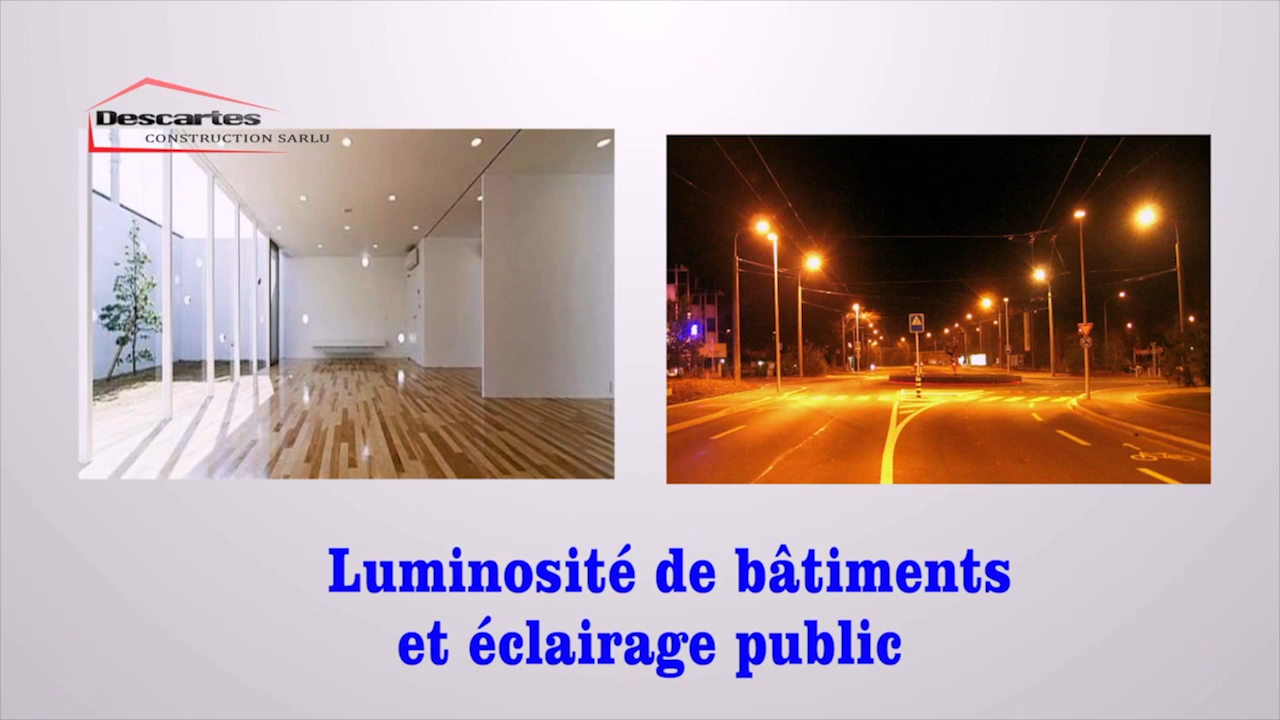 Descartes
CONSTRUCTION SARLU
Luminosité de bâtiments
et éclairage public